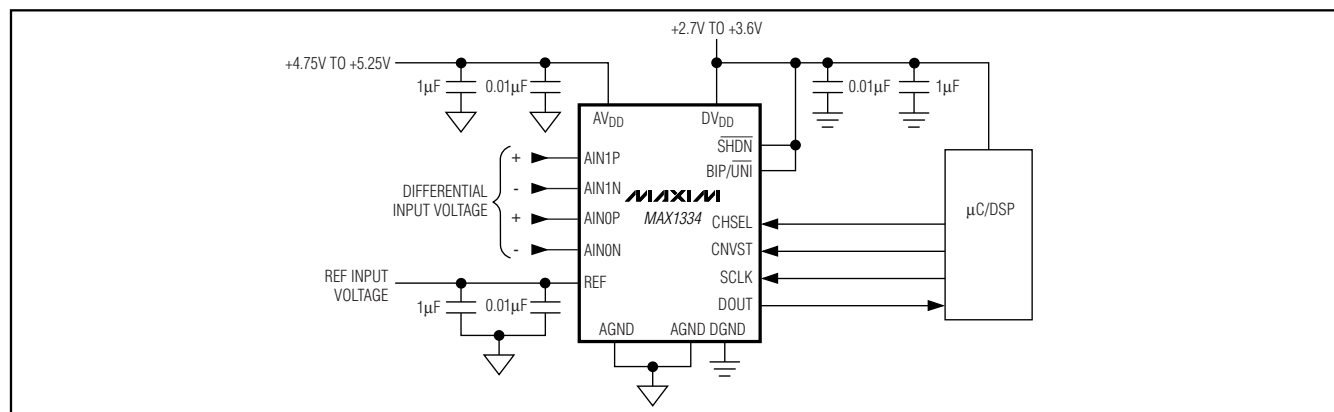 +2.7V TO +3.6V
+4.75V TO +5.25V
1µF
0.01µF
0.01µF
1µF
AVDD
DVDD
SHDN
BIP/UNI
DIFFERENTIAL
INPUT VOLTAGE
+
AIN1P
-
AIN1N
+
AIN0P
-
AIN0N
MAXIM
MAX1334
CHSEL
CNVST
SCLK
DOUT
µC/DSP
REF INPUT
VOLTAGE
REF
1µF
0.01µF
AGND
AGND
DGND